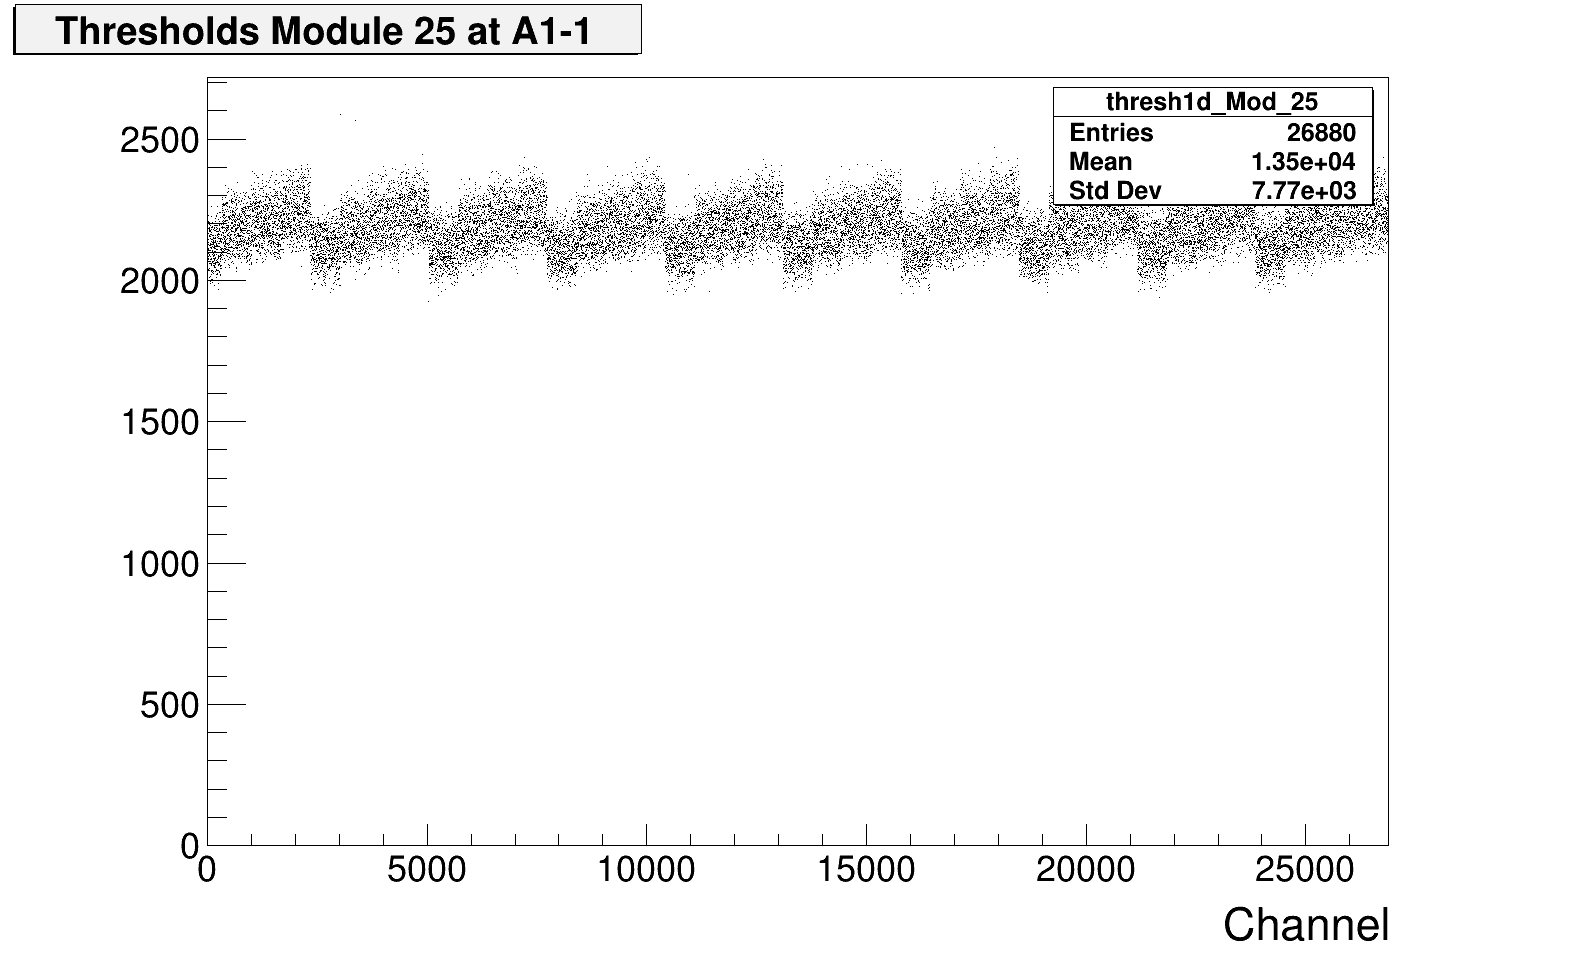 Thresholds Module 25 at A1-1
thresh1d_Mod_25
Entries 26880
Mean 1.35e+04
Std Dev 7.77e+03
2500
2000
1500
1000
500
0
0 5000 10000 15000 20000 25000
Channel